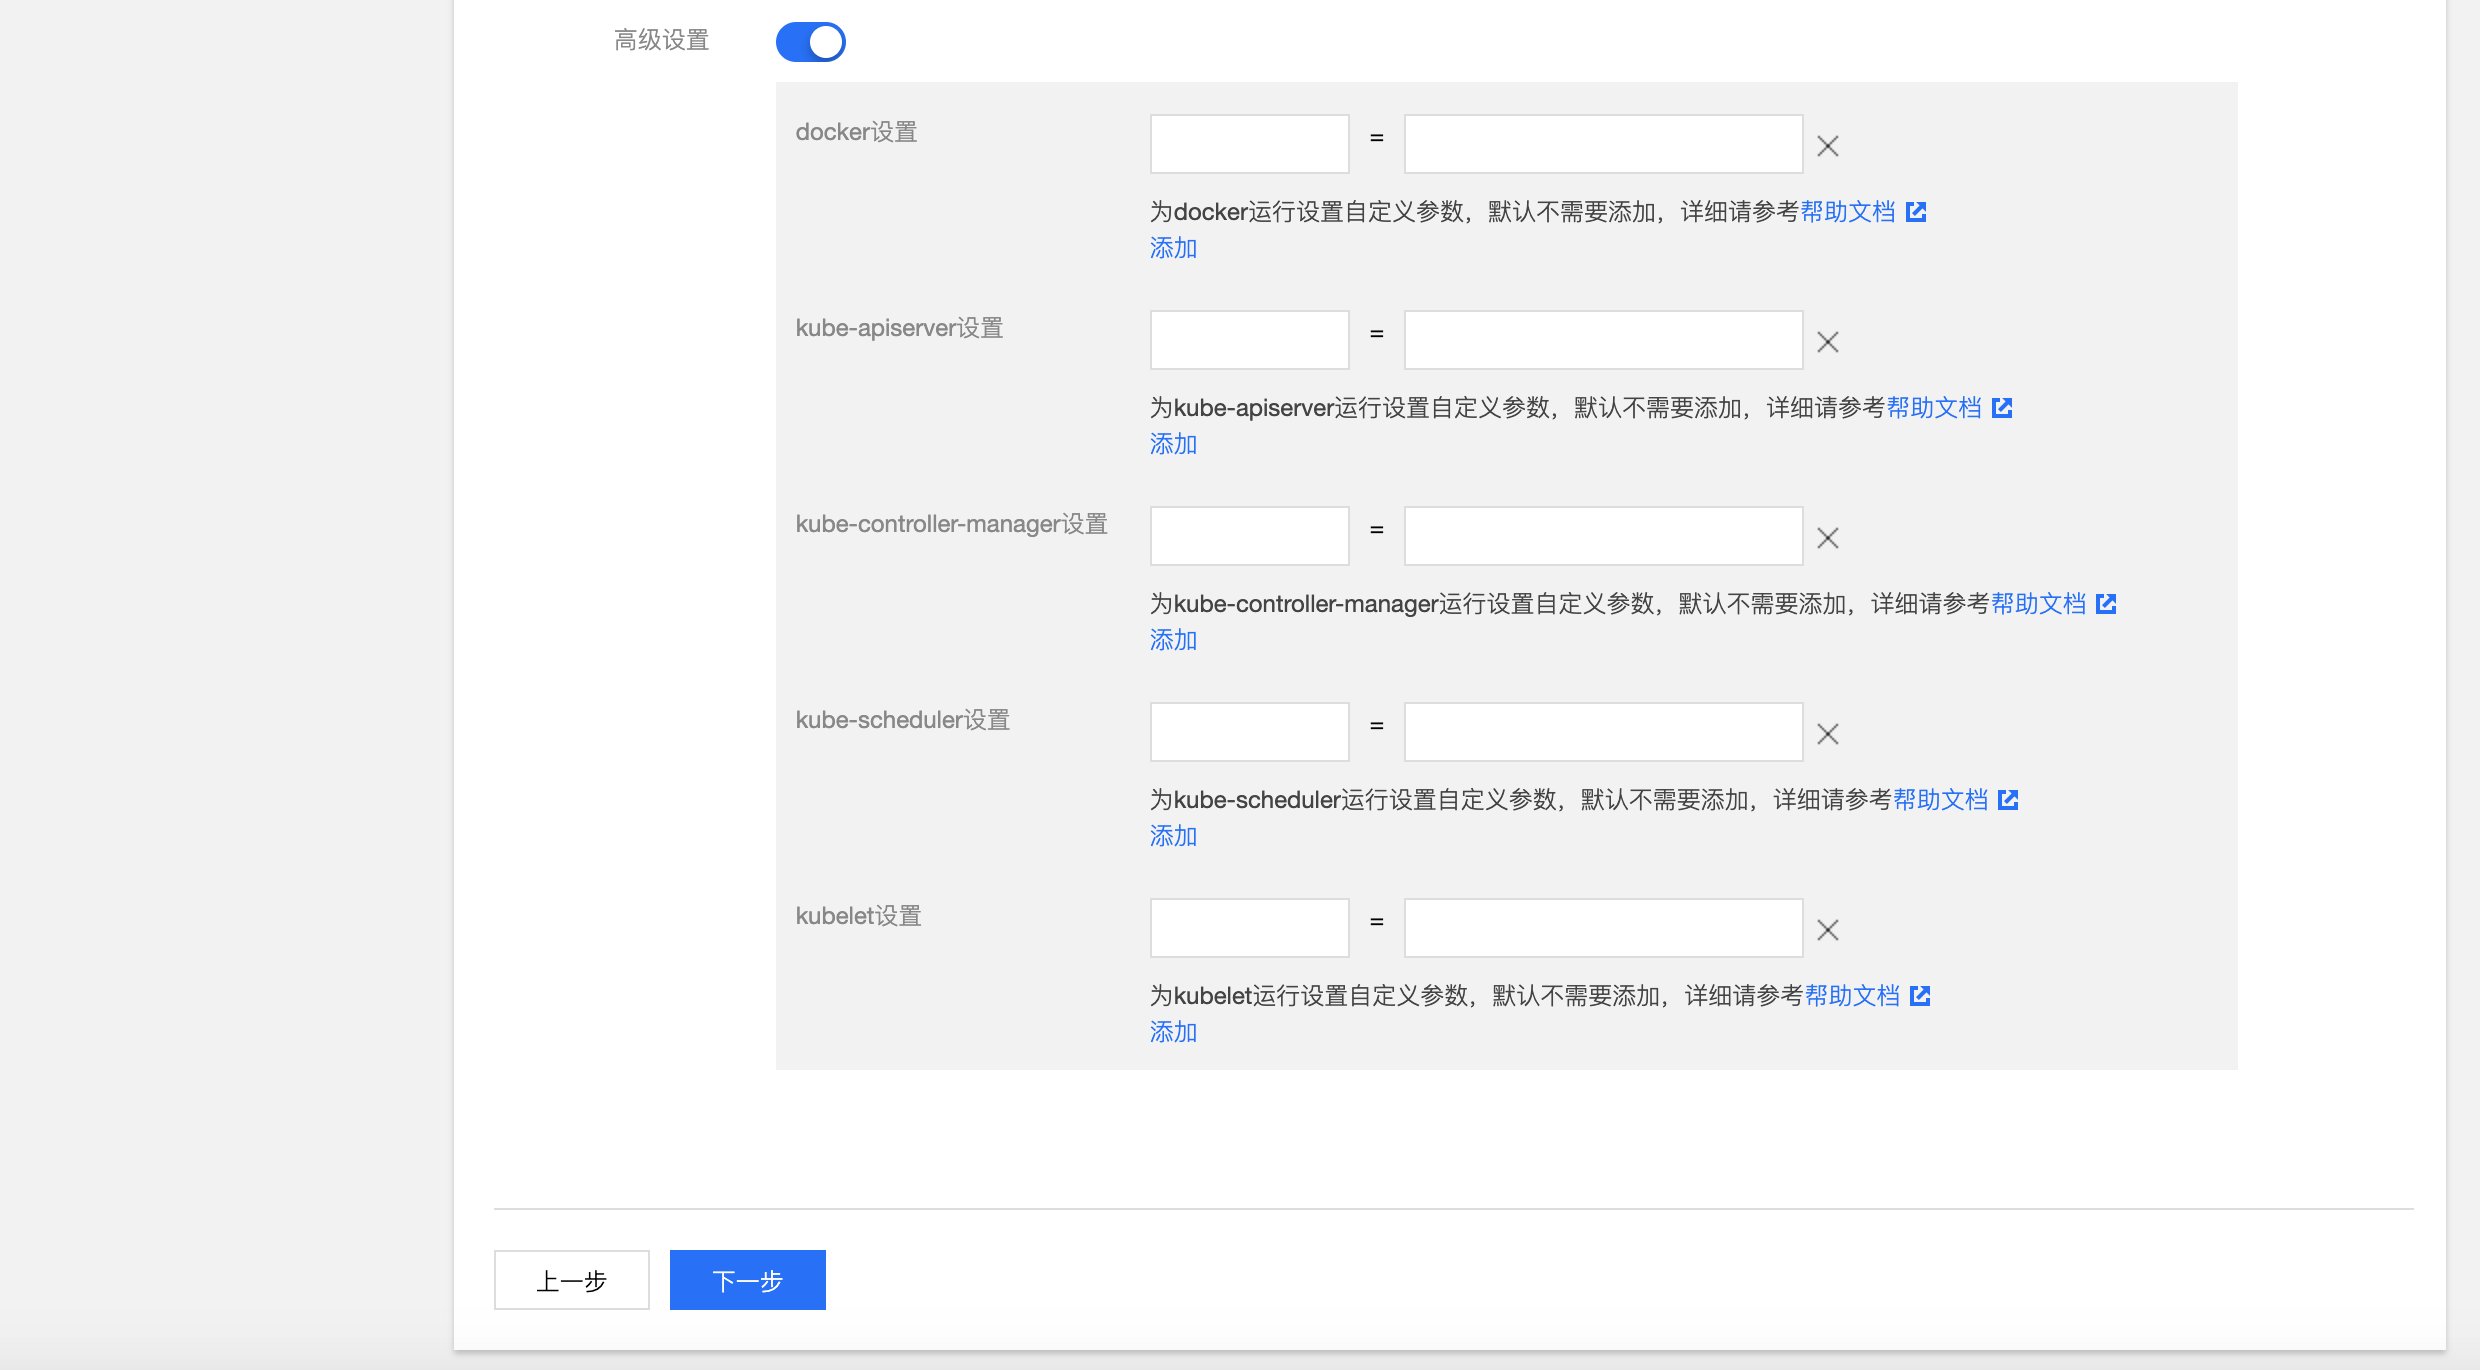 高级设置
docker设置
=
为docker运行设置自定义参数，默认不需要添加，详细请参考帮助文档
添加
kube-apiserver设置
=
为kube-apiserver运行设置自定义参数，默认不需要添加，详细请参考帮助文档
添加
kube-controller-manager设置
=
为kube-controller-manager运行设置自定义参数，默认不需要添加，详细请参考帮助文档
添加
kube-scheduler设置
=
为kube-scheduler运行设置自定义参数，默认不需要添加，详细请参考帮助文档
添加
kubelet设置
=
为kubelet运行设置自定义参数，默认不需要添加，详细请参考帮助文档
添加
上一步
下一步